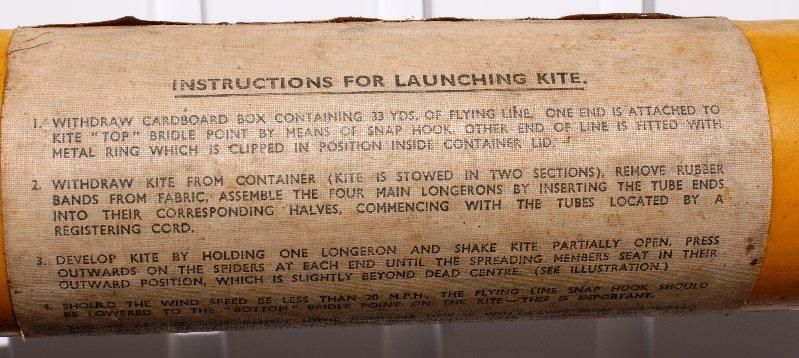 INSTRUCTIONS FOR LAUNCHING KITE.
1. WITHDRAW CARDBOARD BOX CONTAINING 33 YDS. OF FLYING LINE. ONE END IS ATTACHED TO
KITE "TOP" BRIDLE POINT BY MEANS OF SNAP HOOK. OTHER END OF LINE IS FITTED WITH
METAL RING WHICH IS CLIPPED IN POSITION INSIDE CONTAINER LID.
2. WITHDRAW KITE FROM CONTAINER (KITE IS STOWED IN TWO SECTIONS), REMOVE RUBBER
BANDS FROM FABRIC, ASSEMBLE THE FOUR MAIN LONGERONS BY INSERTING THE TUBE ENDS
INTO THEIR CORRESPONDING HALVES, COMMENCING WITH THE TUBES LOCATED BY A
REGISTERING CORD.
3. DEVELOP KITE BY HOLDING ONE LONGERON AND SHAKE KITE PARTIALLY OPEN, PRESS
OUTWARDS ON THE SPIDERS AT EACH END UNTIL THE SPREADING MEMBERS SEAT IN THEIR
OUTWARD POSITION, WHICH IS SLIGHTLY BEYOND DEAD CENTRE. (SEE ILLUSTRATION.)
4. SHOULD THE WIND SPEED BE LESS THAN 20 M.P.H., THE FLYING LINE SNAP HOOK SHOULD
BE LOWERED TO THE "BOTTOM" BRIDLE POINT ON THE KITE—THIS IS IMPORTANT.